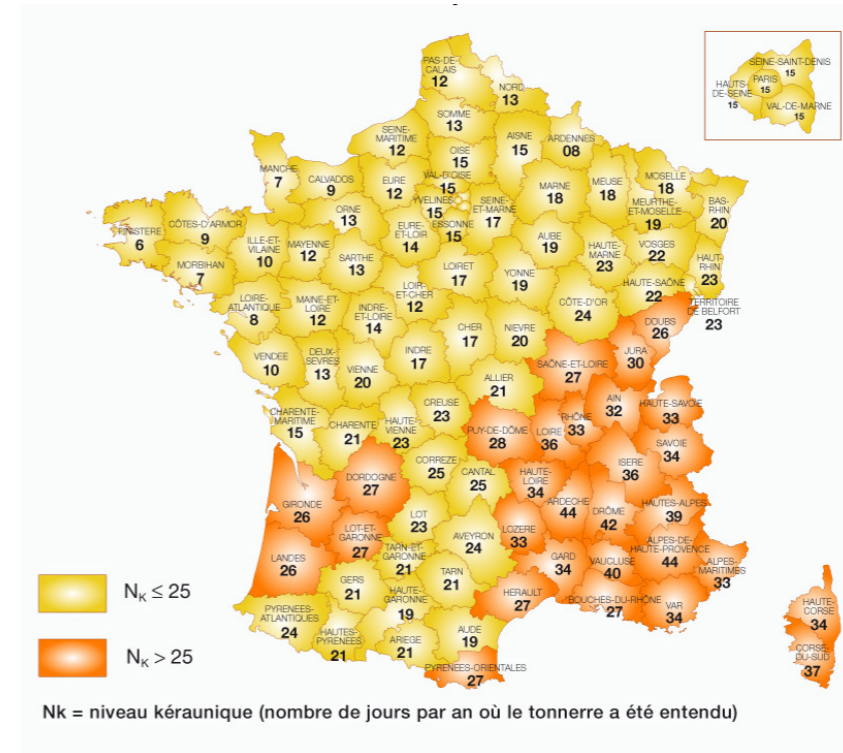 PAS-DE-
CALAIS
12
NORD
13
SOMME
13
SEINE-
MARITIME
12
OISE
15
AISNE
15
ARDENNES
08
MANCHE
7
CALVADOS
9
EURE
12
VAL-D'OISE
15
YVELINES
15
ESSONNE
15
SEINE-
ET-MARNE
17
MARNE
18
MEUSE
18
MOSELLE
18
MEURTHE-
ET-MOSELLE
19
BAS-
RHIN
20
SEINE-SAINT-DENIS
15
PARIS
15
HAUTS-
DE-SEINE
15
VAL-DE-MARNE
15
FINISTERE
6
CÔTES-D'ARMOR
9
MORBIHAN
7
ILLE-ET-
VILAINE
10
MAYENNE
12
ORNE
13
SARTHE
13
EURE-
ET-LOIR
14
LOIRET
17
YONNE
19
AUBE
19
HAUTE-
MARNE
23
VOSGES
22
HAUT-
RHIN
23
HAUTE-SAÔNE
22
TERRITOIRE
DE BELFORT
23
LOIRE-
ATLANTIQUE
8
MAINE-ET-
LOIRE
12
INDRE-
ET-LOIRE
14
LOIR-
ET-CHER
12
CHER
17
NIEVRE
20
CÔTE-D'OR
24
DOUBS
26
JURA
30
VENDEE
10
DEUX-
SEVRES
13
VIENNE
20
INDRE
17
ALLIER
21
SAÔNE-ET-LOIRE
27
CHARENTE-
MARITIME
15
CHARENTE
21
HAUTE-
VIENNE
23
CREUSE
23
PUY-DE-DÔME
28
LOIRE
36
RHÔNE
33
AIN
32
HAUTE-SAVOIE
33
SAVOIE
34
ISERE
36
GIRONDE
26
DORDOGNE
27
CORREZE
25
CANTAL
25
HAUTE-
LOIRE
34
ARDECHE
44
DRÔME
42
HAUTES-ALPES
39
LANDES
26
LOT-ET-
GARONNE
27
LOT
23
AVEYRON
24
LOZERE
33
GARD
34
VAUCLUSE
40
ALPES-DE-
HAUTE-PROVENCE
44
ALPES-
MARITIMES
33
TARN-ET-
GARONNE
21
GERS
21
HAUTE-
GARONNE
19
TARN
21
HERAULT
27
BOUCHES-DU-RHÔNE
27
VAR
34
PYRENEES-
ATLANTIQUES
24
HAUTES-
PYRENEES
21
ARIEGE
21
AUDE
19
PYRENEES-ORIENTALES
27
HAUTE-
CORSE
34
CORSE-
DU-SUD
37
NK ≤ 25
NK > 25
Nk = niveau kéraunique (nombre de jours par an où le tonnerre a été entendu)